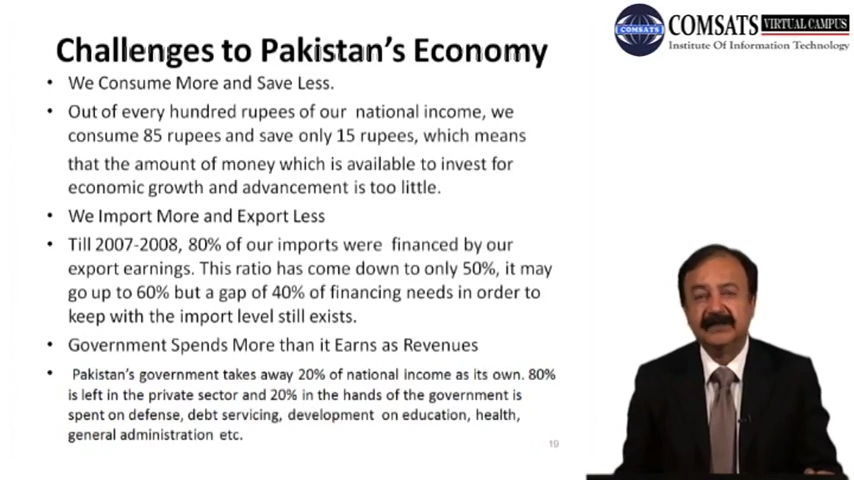 COMSATS VIRTUAL CAMPUS
COMSATS
Institute Of Information Technology
Challenges to Pakistan's Economy
• We Consume More and Save Less.
• Out of every hundred rupees of our national income, we
consume 85 rupees and save only 15 rupees, which means
that the amount of money which is available to invest for
economic growth and advancement is too little.
• We Import More and Export Less
• Till 2007-2008, 80% of our imports were financed by our
export earnings. This ratio has come down to only 50%, it may
go up to 60% but a gap of 40% of financing needs in order to
keep with the import level still exists.
• Government Spends More than it Earns as Revenues
• Pakistan's government takes away 20% of national income as its own. 80%
is left in the private sector and 20% in the hands of the government is
spent on defense, debt servicing, development on education, health,
general administration etc.
19